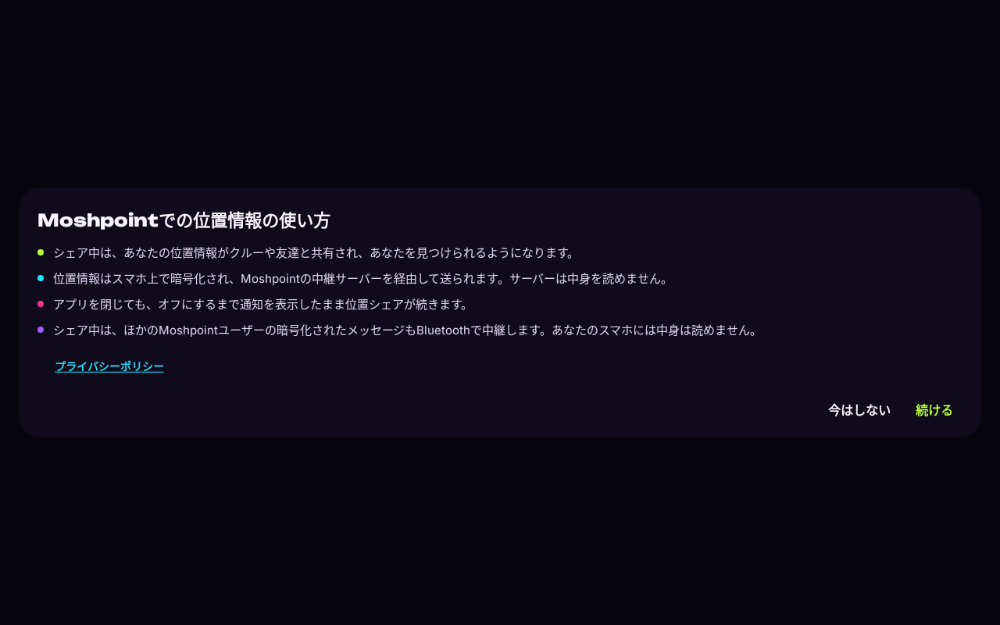 Moshpointでの位置情報の使い方
シェア中は、あなたの位置情報がクルーや友達と共有され、あなたを見つけられるようになります。
位置情報はスマホ上で暗号化され、Moshpointの中継サーバーを経由して送られます。サーバーは中身を読めません。
アプリを閉じても、オフにするまで通知を表示したまま位置シェアが続きます。
シェア中は、ほかのMoshpointユーザーの暗号化されたメッセージもBluetoothで中継します。あなたのスマホには中身は読めません。
プライバシーポリシー
今はしない 続ける